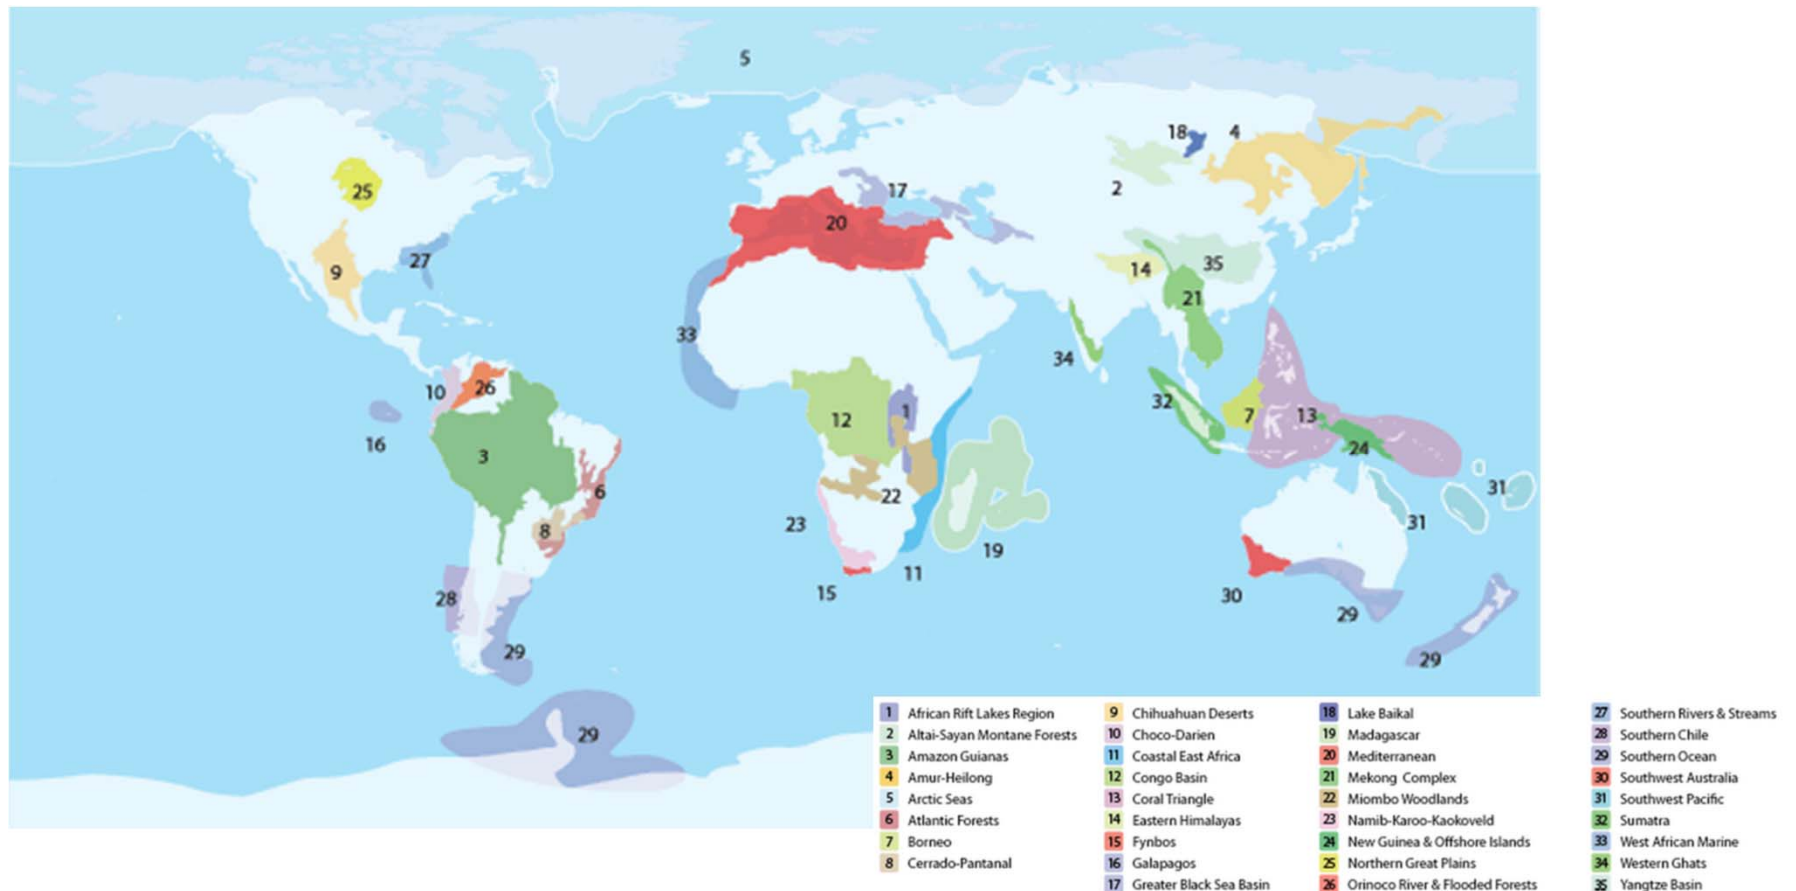 5
18
4
25
17
2
20
9
27
14
35
21
33
34
10
26
32
16
12
1
7
13
3
24
6
22
31
23
31
8
19
11
15
28
30
29
29
29
29
1 African Rift Lakes Region
2 Altai-Sayan Montane Forests
3 Amazon Guianas
4 Amur-Heilong
5 Arctic Seas
6 Atlantic Forests
7 Borneo
8 Cerrado-Pantanal
9 Chihuahuan Deserts
10 Choco-Darien
11 Coastal East Africa
12 Congo Basin
13 Coral Triangle
14 Eastern Himalayas
15 Fynbos
16 Galapagos
17 Greater Black Sea Basin
18 Lake Baikal
19 Madagascar
20 Mediterranean
21 Mekong Complex
22 Miombo Woodlands
23 Namib-Karoo-Kaokoveld
24 New Guinea & Offshore Islands
25 Northern Great Plains
26 Orinoco River & Flooded Forests
27 Southern Rivers & Streams
28 Southern Chile
29 Southern Ocean
30 Southwest Australia
31 Southwest Pacific
32 Sumatra
33 West African Marine
34 Western Ghats
35 Yangtze Basin